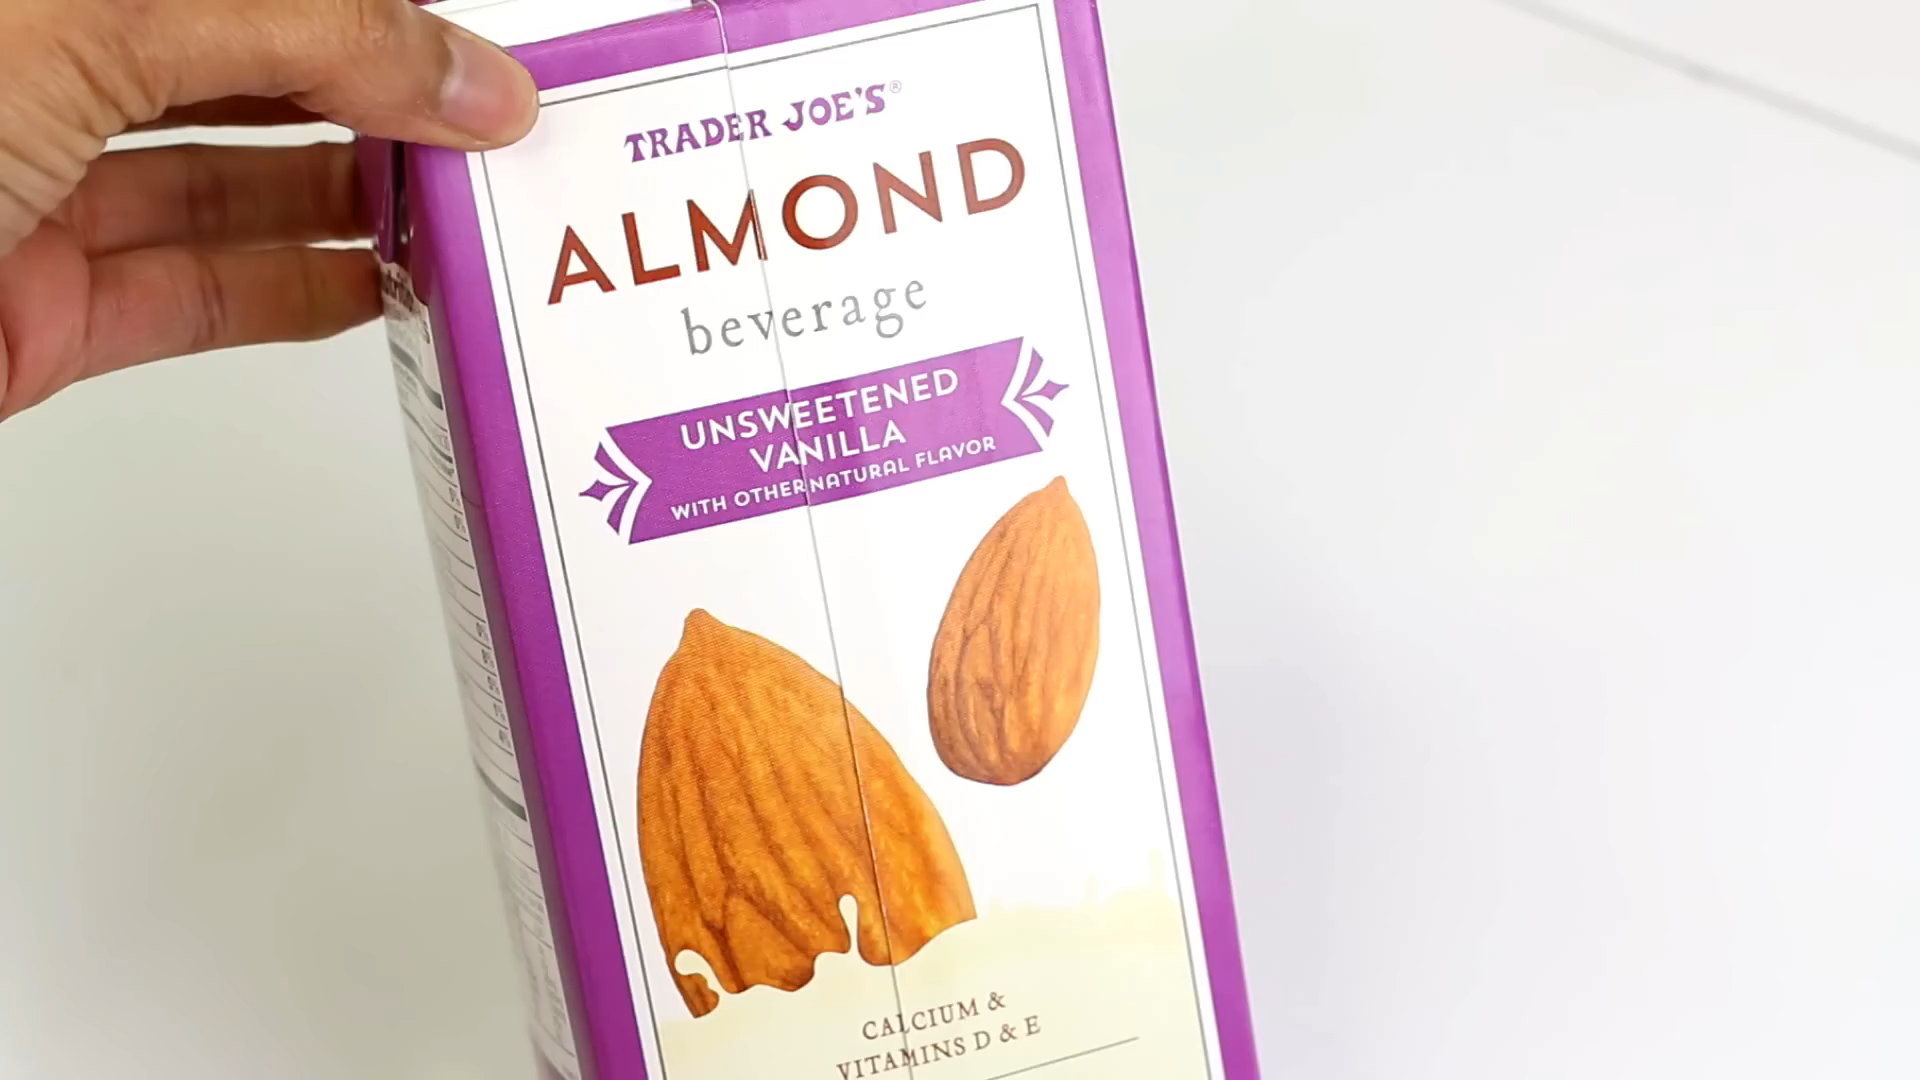 TRADER JOE'S®
ALMOND
beverage
UNSWEETENED
VANILLA
WITH OTHER NATURAL FLAVOR
CALCIUM &
VITAMINS D & E